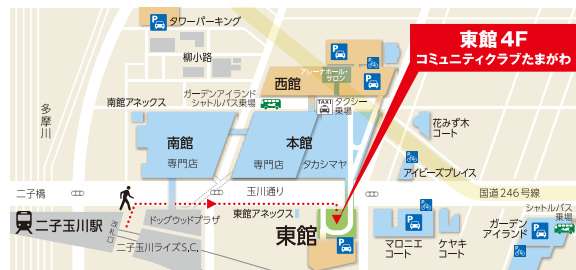 タワーパーキング
東館4F
コミュニティクラブたまがわ
柳小路
アレーナホール・
サロン
西館
ガーデンアイランド
シャトルバス乗場
南館アネックス
TAXI
タクシー
乗場
多摩川
花みず木
コート
南館
専門店
本館
専門店
タカシマヤ
アイビーズプレイス
二子橋
玉川通り
国道246号線
二子玉川駅
改札口
ドッグウッドプラザ
東館アネックス
二子玉川ライズS.C.
東館
マロニエ
コート
ケヤキ
コート
シャトルバス
乗場
ガーデン
アイランド
P
P
P
P
P
P
P